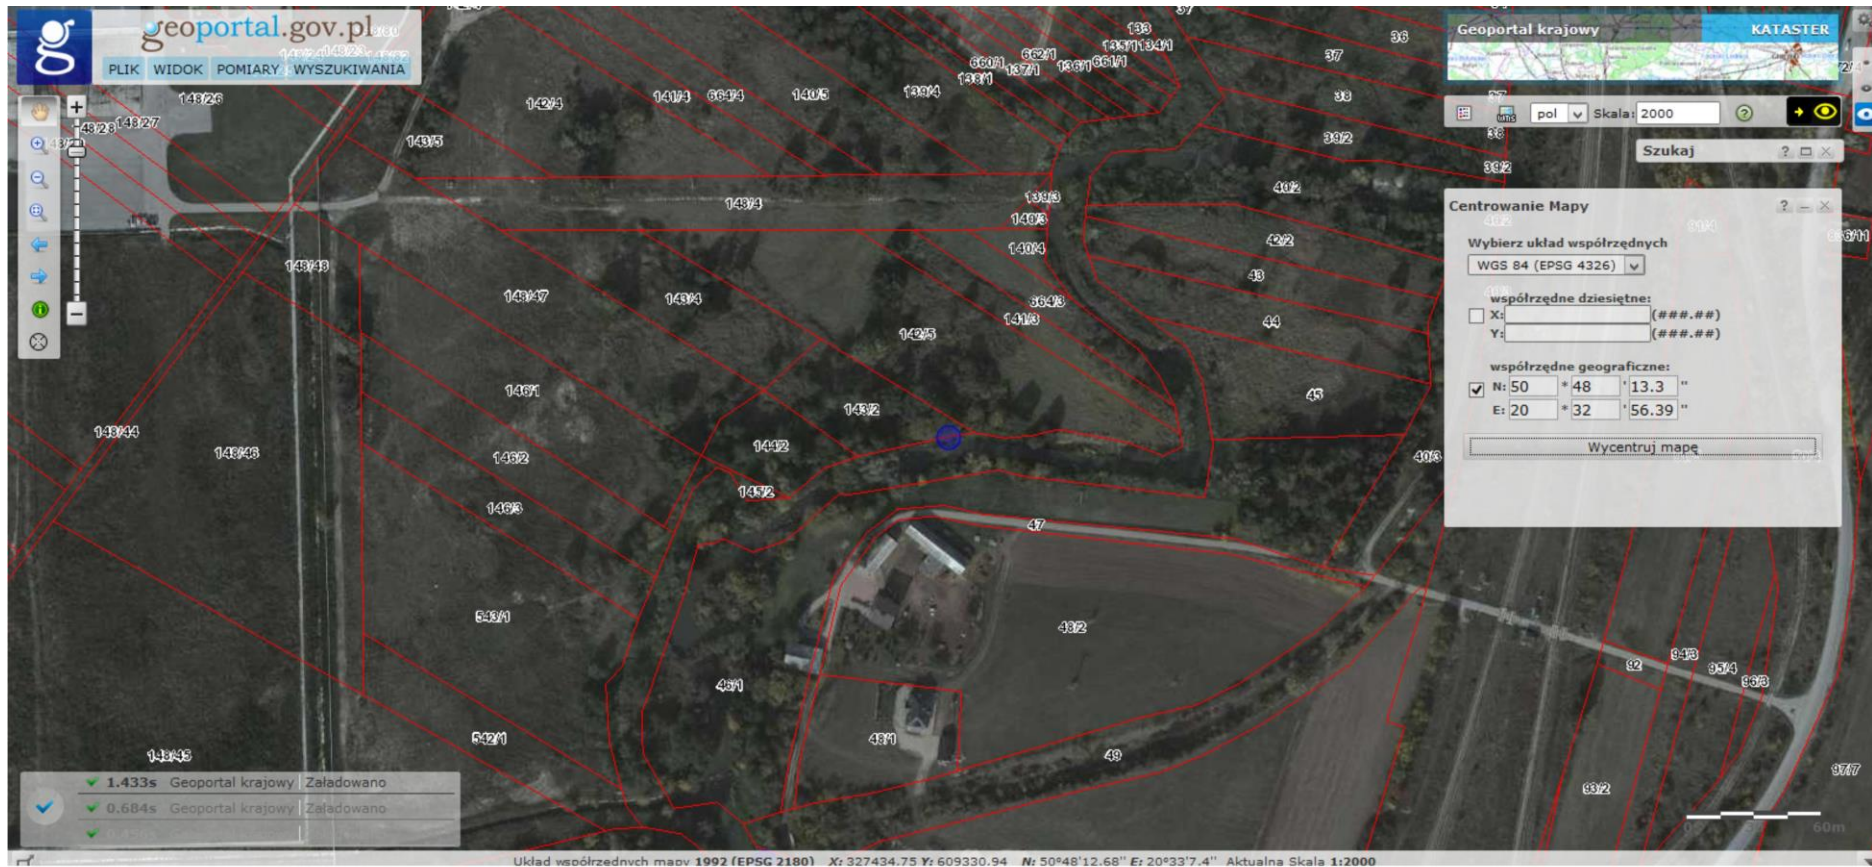 geoportal.gov.pl
PLIK WIDOK POMIARY WYSZUKIWANIA
Geoportal krajowy KATASTER
pol Skala: 2000
Szukaj
Centrowanie Mapy
Wybierz układ współrzędnych
WGS 84 (EPSG 4326)
współrzędne dziesiętne:
X: (###.##)
Y: (###.##)
współrzędne geograficzne:
N: 50 * 48 ' 13.3 "
E: 20 * 32 ' 56.39 "
Wycentruj mapę
133
135/1 134/1
662/1
660/1 137/1 136/1 661/1
138/1
36
37
38
39/2
39/2
40/2
42/2
43
44
45
40/3
148/26
148/27
148/28
142/4
141/4
664/4
140/5
139/4
143/5
148/4
139/3
140/3
140/4
148/48
148/47
143/4
664/3
141/3
142/5
146/1
143/2
148/44
148/46
146/2
144/2
145/2
146/3
47
543/1
48/2
46/1
542/1
48/1
49
148/45
92
94/3
95/4
96/3
93/2
97/7
1.433s Geoportal krajowy Załadowano
0.684s Geoportal krajowy Załadowano
60m
Układ współrzędnych mapy 1992 (EPSG 2180) X: 327434.75 Y: 609330.94 N: 50°48'12.68" E: 20°33'7.4" Aktualna Skala 1:2000